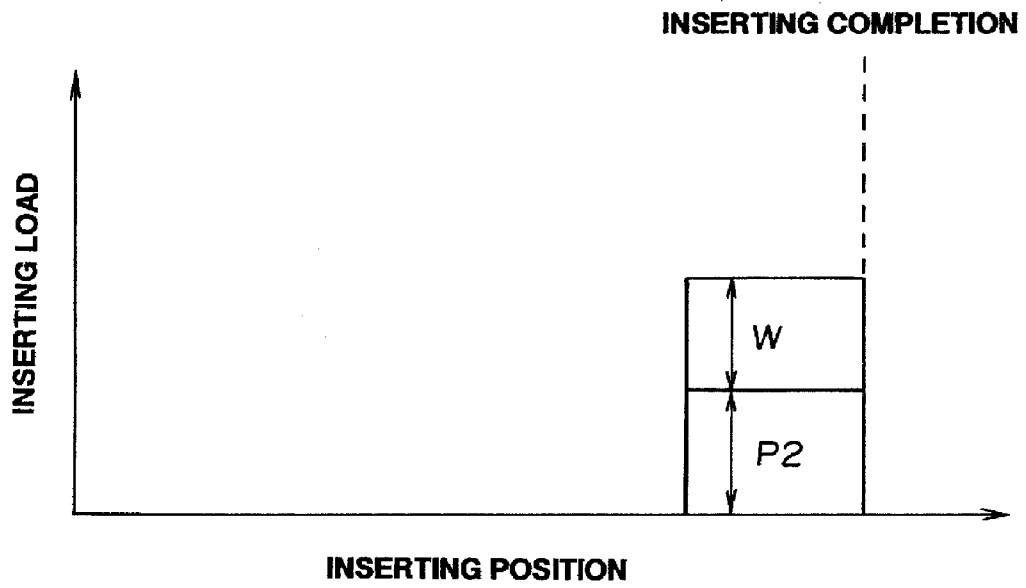 INSERTING COMPLETION
INSERTING LOAD
W
P2
INSERTING POSITION